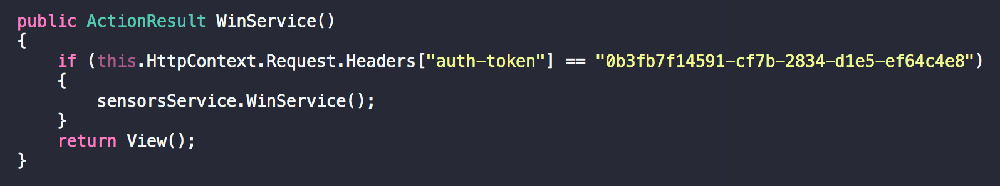 public ActionResult WinService()
{
if (this.HttpContext.Request.Headers["auth-token"] == "0b3fb7f14591-cf7b-2834-d1e5-ef64c4e8")
{
sensorsService.WinService();
}
return View();
}